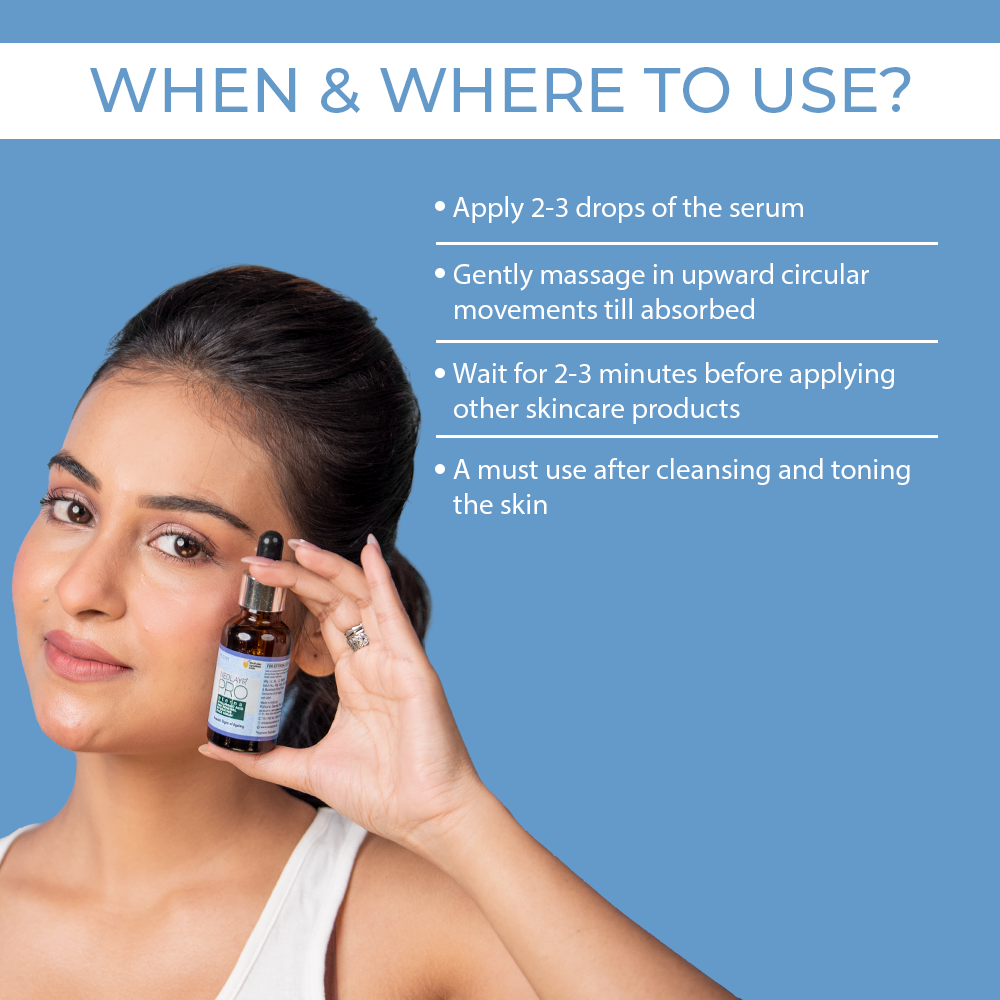 WHEN & WHERE TO USE?
• Apply 2-3 drops of the serum
• Gently massage in upward circular
movements till absorbed
• Wait for 2-3 minutes before applying
other skincare products
• A must use after cleansing and toning
the skin
PRO